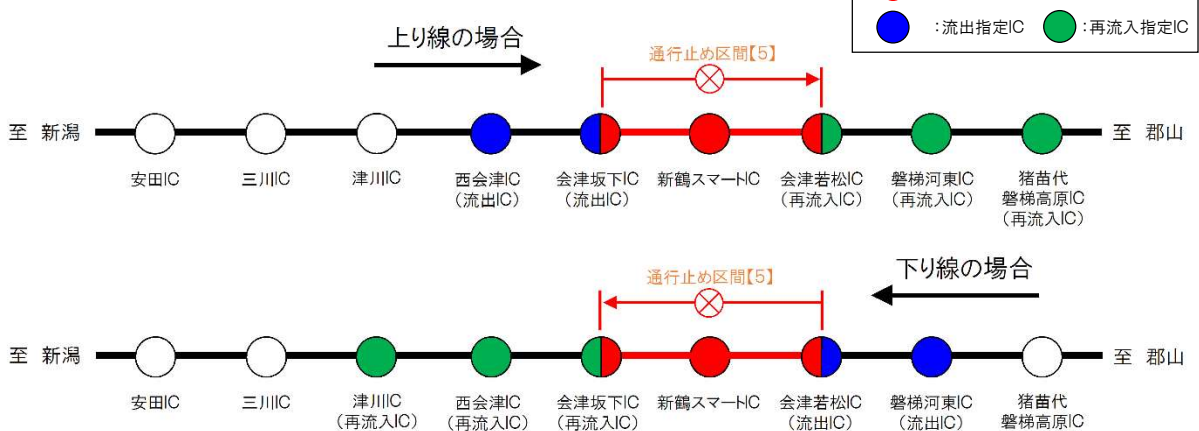 :流出指定IC
:再流入指定IC
上り線の場合
通行止め区間【5】
至 新潟
至 郡山
安田IC
三川IC
津川IC
西会津IC
(流出IC)
会津坂下IC
(流出IC)
新鶴スマートIC
会津若松IC
(再流入IC)
磐梯河東IC
(再流入IC)
猪苗代
磐梯高原IC
(再流入IC)
下り線の場合
通行止め区間【5】
至 新潟
至 郡山
安田IC
三川IC
津川IC
(再流入IC)
西会津IC
(再流入IC)
会津坂下IC
(再流入IC)
新鶴スマートIC
会津若松IC
(流出IC)
磐梯河東IC
(流出IC)
猪苗代
磐梯高原IC